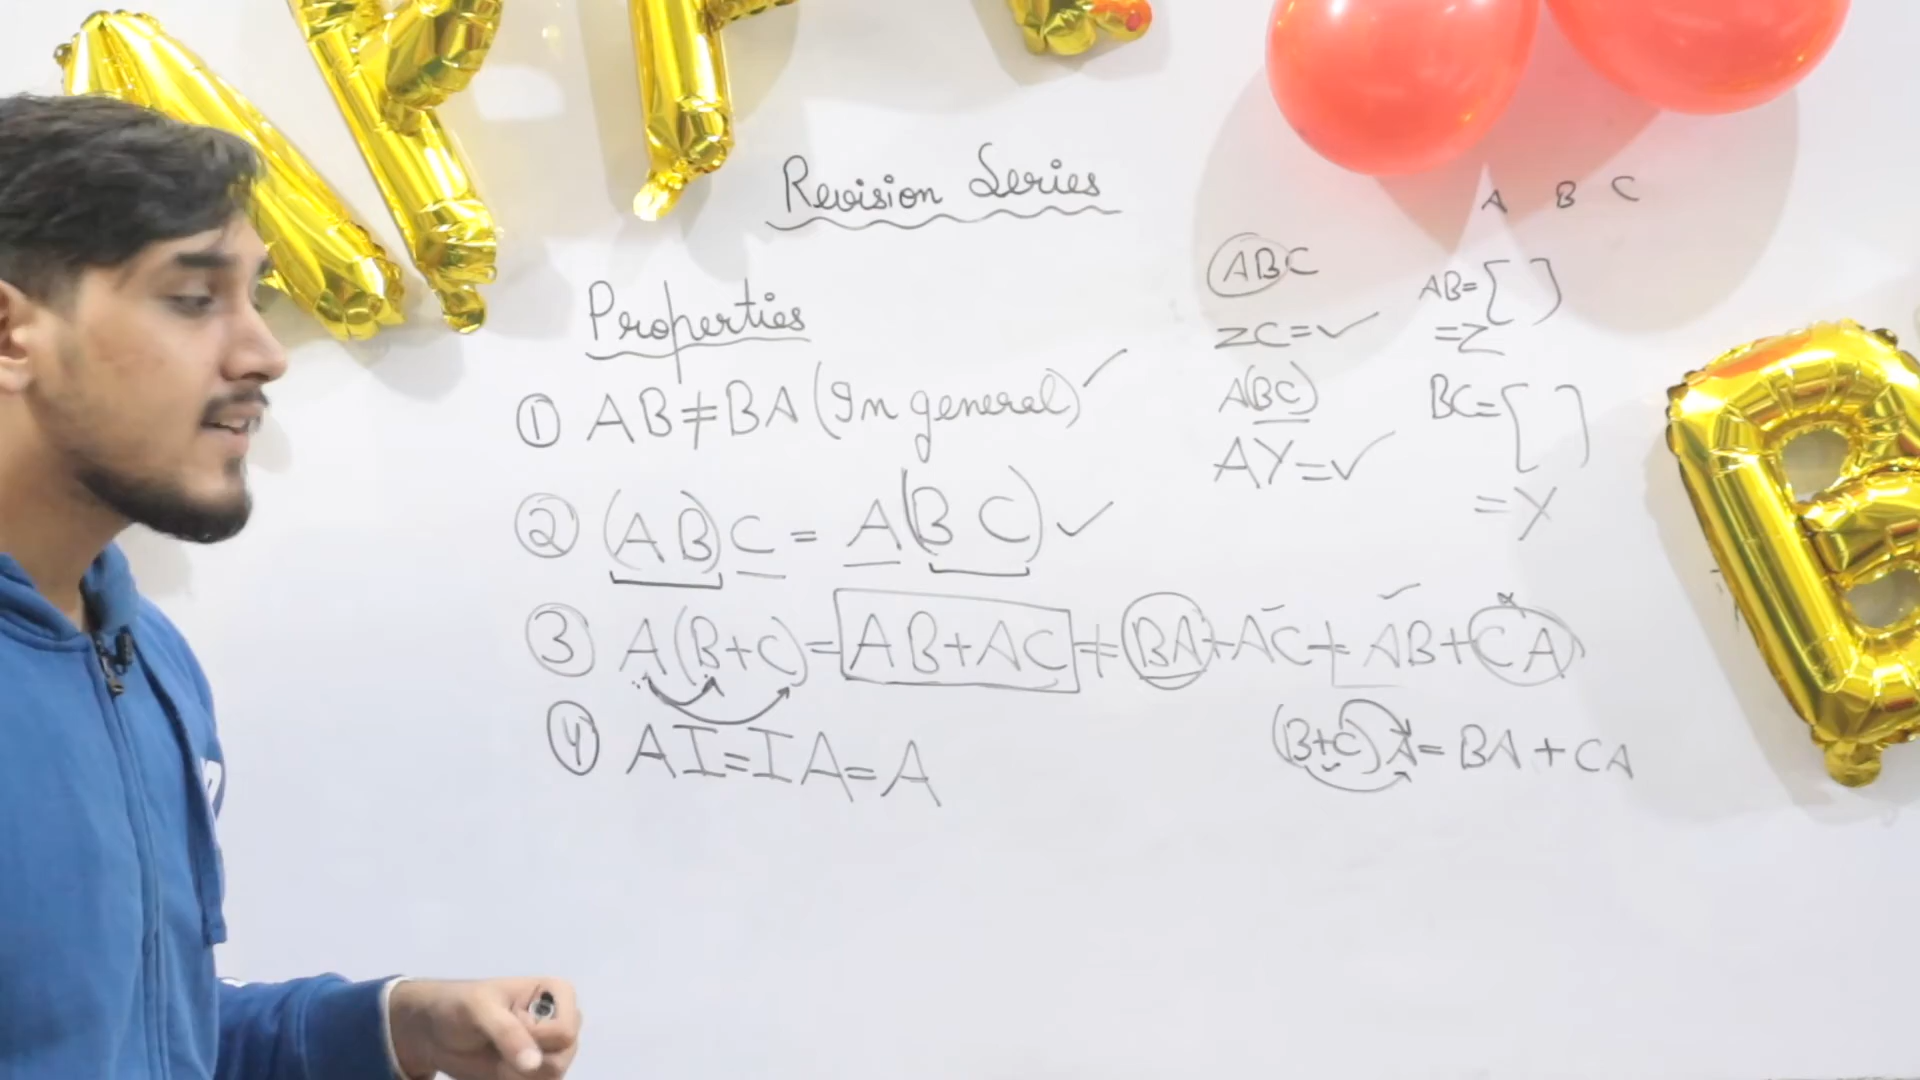 Revision Series
A B C
Properties
① AB≠BA (In general) ✓
② (AB)C = A(BC) ✓
③ A(B+C) = AB+AC ≠ BA+AC ≠ AB+CA
④ AI=IA=A
ABC
ZC=✓
A(BC)
AY=✓
AB=[ ]
=Z
BC=[ ]
=Y
(B+C)A=BA+CA
B